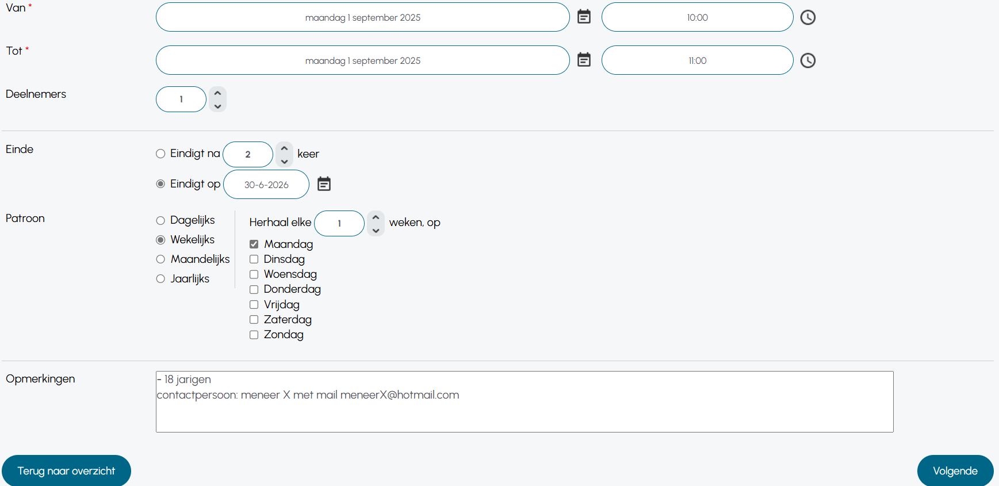 Van *
maandag 1 september 2025
10:00
Tot *
maandag 1 september 2025
11:00
Deelnemers
1
Einde
Eindigt na 2 keer
Eindigt op 30-6-2026
Patroon
Dagelijks
Wekelijks
Maandelijks
Jaarlijks
Herhaal elke 1 weken, op
Maandag
Dinsdag
Woensdag
Donderdag
Vrijdag
Zaterdag
Zondag
Opmerkingen
- 18 jarigen
contactpersoon: meneer X met mail meneerX@hotmail.com
Terug naar overzicht
Volgende